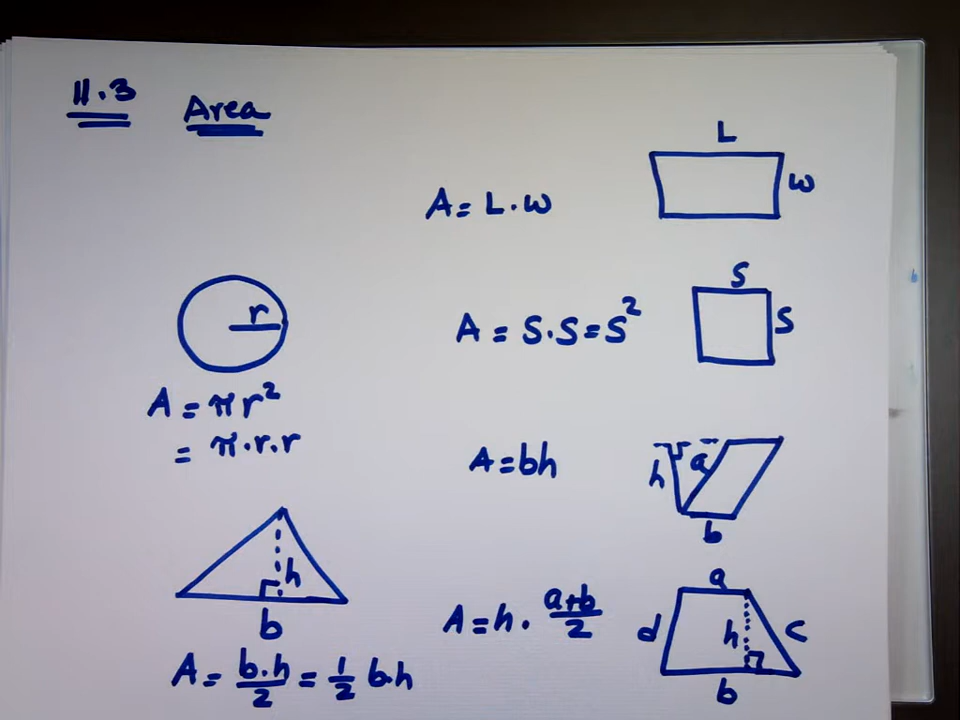 11.3 Area
L
A = L · w
w
r
A = πr²
= π · r · r
S
A = S · S = S²
S
A = bh
h
a
b
h
b
A = b · h / 2 = 1/2 b · h
a
A = h · a+b / 2
d
h
c
b